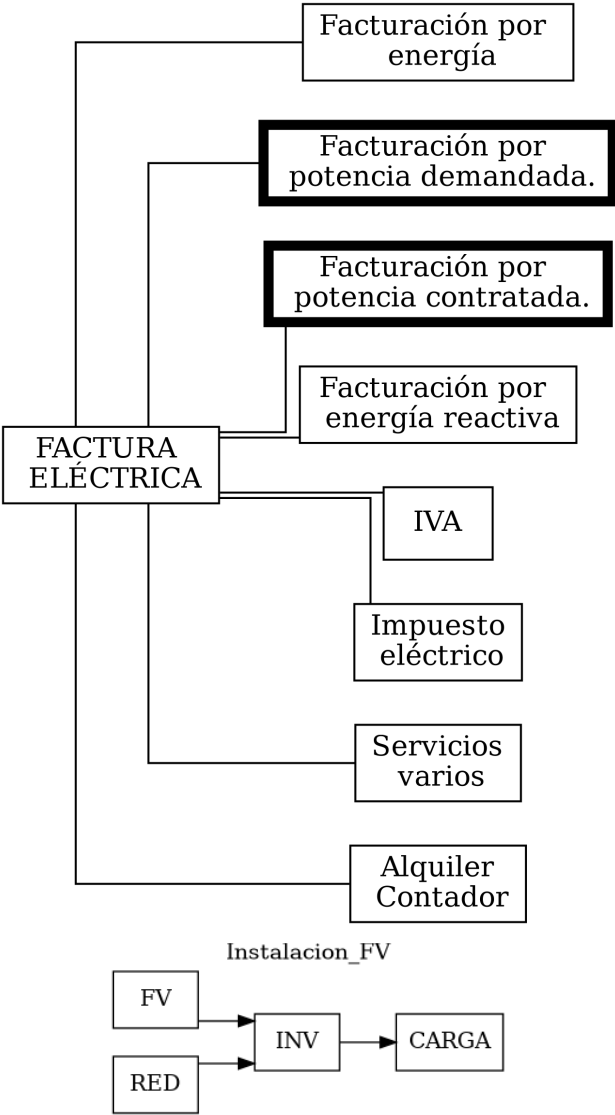 Facturación por
energía
Facturación por
potencia demandada.
Facturación por
potencia contratada.
Facturación por
energía reactiva
FACTURA
ELÉCTRICA
IVA
Impuesto
eléctrico
Servicios
varios
Alquiler
Contador
Instalacion_FV
FV
INV
CARGA
RED